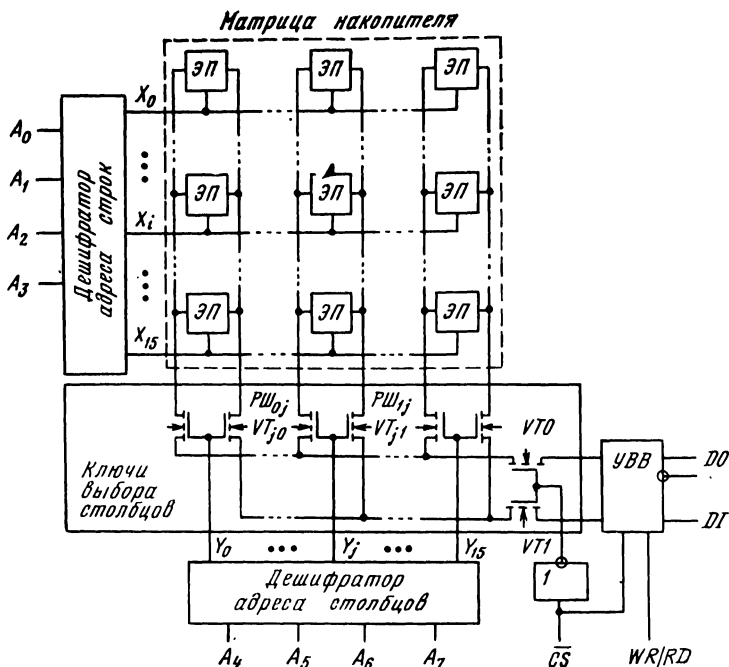 Матрица накопителя
ЭП ЭП ЭП
X0
A0
A1
A2
A3
Дешифратор
адреса строк
ЭП ЭП ЭП
Xi
ЭП ЭП ЭП
X15
РШ0j РШ1j
VTj0 VTj1 VT0
Ключи
выбора
столбцов
УВВ
DO
DI
VT1
Y0 Yj Y15
1
Дешифратор
адреса столбцов
A4 A5 A6 A7
CS WR/RD